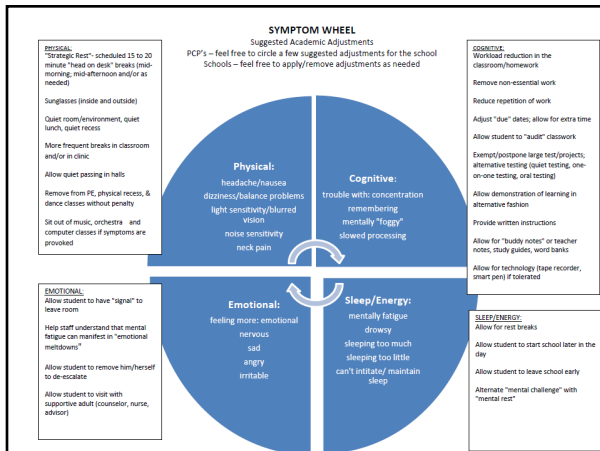 SYMPTOM WHEEL
Suggested Academic Adjustments
PCP's – feel free to circle a few suggested adjustments for the school
Schools – feel free to apply/remove adjustments as needed
PHYSICAL:
"Strategic Rest"- scheduled 15 to 20
minute "head on desk" breaks (mid-
morning; mid-afternoon and/or as
needed)
Sunglasses (inside and outside)
Quiet room/environment, quiet
lunch, quiet recess
More frequent breaks in classroom
and/or in clinic
Allow quiet passing in halls
Remove from PE, physical recess, &
dance classes without penalty
Sit out of music, orchestra and
computer classes if symptoms are
provoked
COGNITIVE:
Workload reduction in the
classroom/homework
Remove non-essential work
Reduce repetition of work
Adjust "due" dates; allow for extra time
Allow student to "audit" classwork
Exempt/postpone large test/projects;
alternative testing (quiet testing, one-
on-one testing, oral testing)
Allow demonstration of learning in
alternative fashion
Provide written instructions
Allow for "buddy notes" or teacher
notes, study guides, word banks
Allow for technology (tape recorder,
smart pen) if tolerated
Physical:
headache/nausea
dizziness/balance problems
light sensitivity/blurred
vision
noise sensitivity
neck pain
Cognitive:
trouble with: concentration
remembering
mentally "foggy"
slowed processing
Emotional:
feeling more: emotional
nervous
sad
angry
irritable
Sleep/Energy:
mentally fatigue
drowsy
sleeping too much
sleeping too little
can't intitate/ maintain
sleep
EMOTIONAL:
Allow student to have "signal" to
leave room
Help staff understand that mental
fatigue can manifest in "emotional
meltdowns"
Allow student to remove him/herself
to de-escalate
Allow student to visit with
supportive adult (counselor, nurse,
advisor)
SLEEP/ENERGY:
Allow for rest breaks
Allow student to start school later in
the day
Allow student to leave school early
Alternate "mental challenge" with
"mental rest"